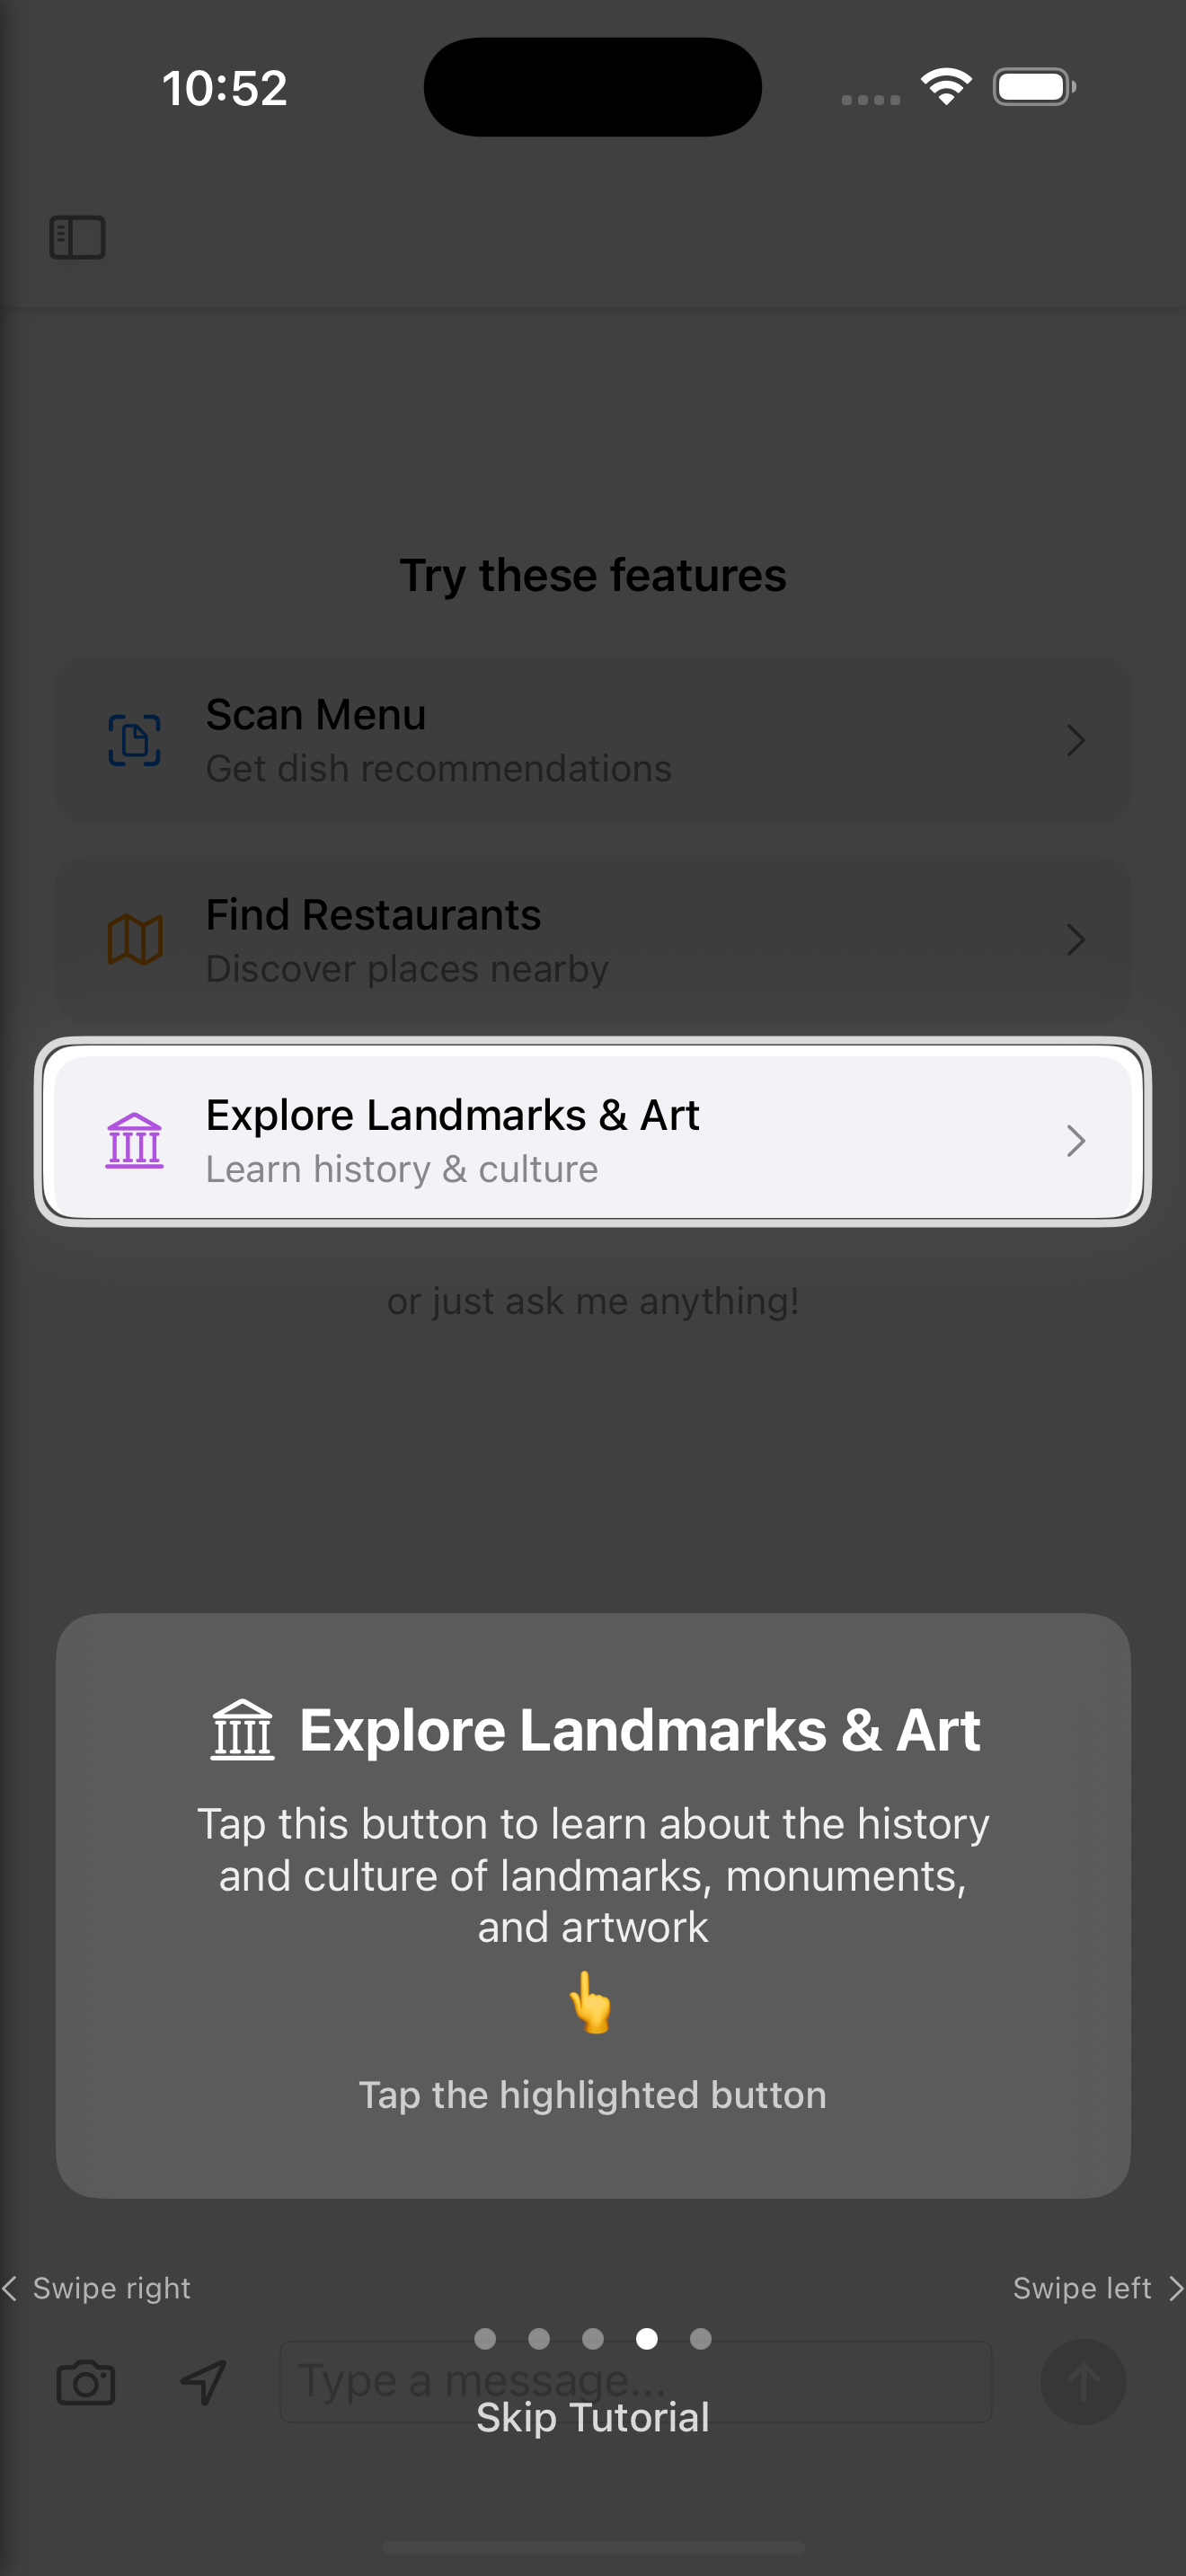 10:52
Try these features
Scan Menu
Get dish recommendations
Find Restaurants
Discover places nearby
Explore Landmarks & Art
Learn history & culture
or just ask me anything!
Explore Landmarks & Art
Tap this button to learn about the history
and culture of landmarks, monuments,
and artwork
Tap the highlighted button
Swipe right
Swipe left
Type a message...
Skip Tutorial